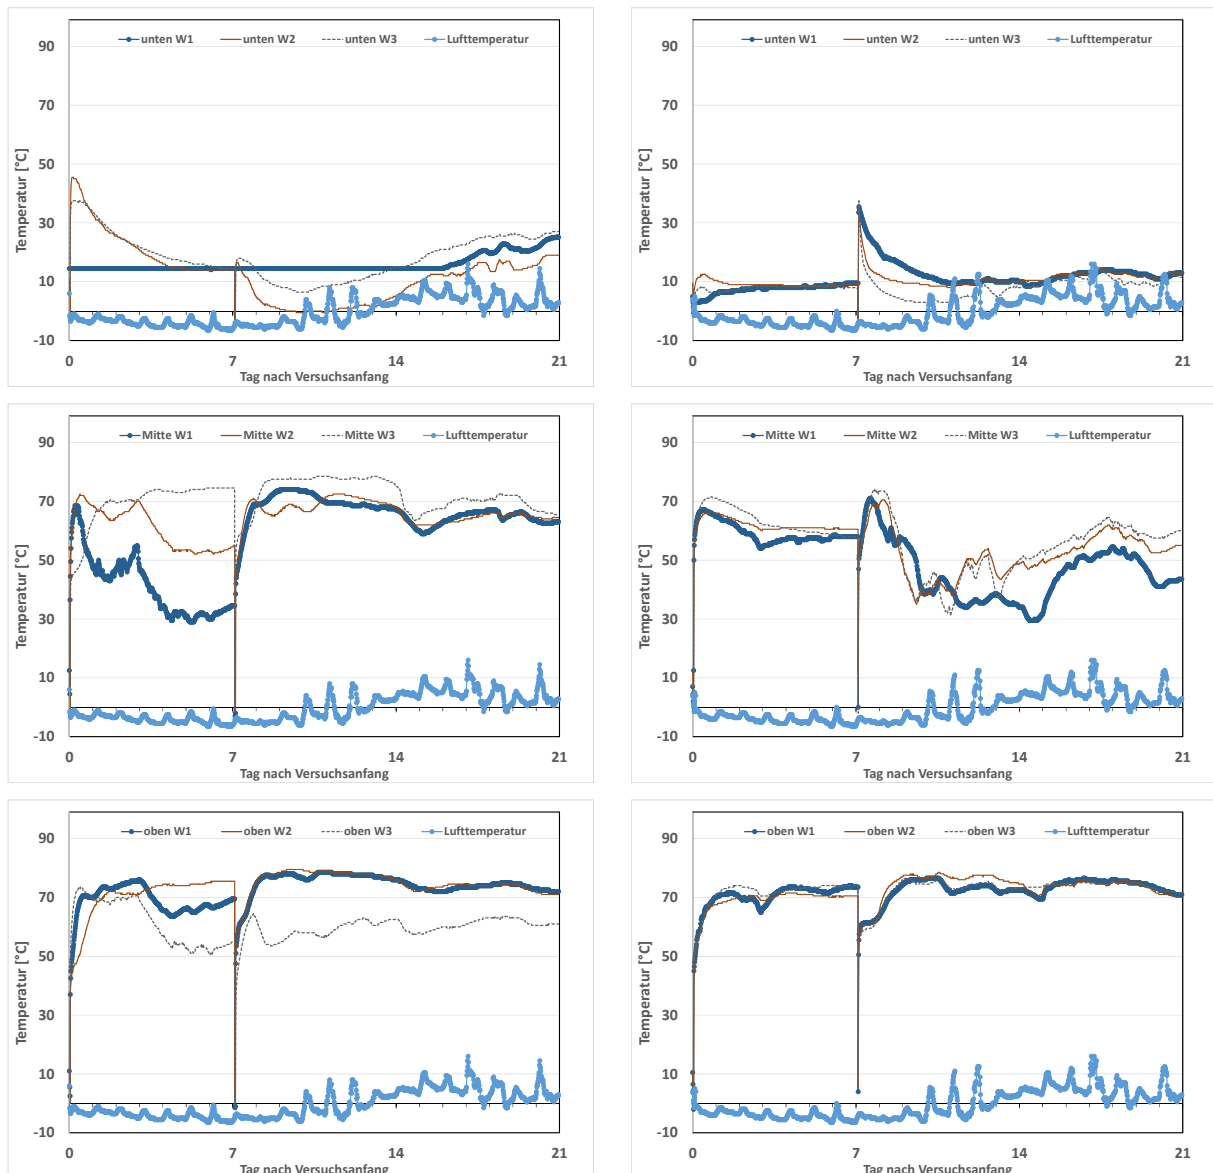 unten W1 unten W2 unten W3 Lufttemperatur
90
70
50
30
10
-10
Temperatur [°C]
0 7 14 21
Tag nach Versuchsanfang
unten W1 unten W2 unten W3 Lufttemperatur
90
70
50
30
10
-10
Temperatur [°C]
0 7 14 21
Tag nach Versuchsanfang
Mitte W1 Mitte W2 Mitte W3 Lufttemperatur
90
70
50
30
10
-10
Temperatur [°C]
0 7 14 21
Tag nach Versuchsanfang
Mitte W1 Mitte W2 Mitte W3 Lufttemperatur
90
70
50
30
10
-10
Temperatur [°C]
0 7 14 21
Tag nach Versuchsanfang
oben W1 oben W2 oben W3 Lufttemperatur
90
70
50
30
10
-10
Temperatur [°C]
0 7 14 21
Tag nach Versuchsanfang
oben W1 oben W2 oben W3 Lufttemperatur
90
70
50
30
10
-10
Temperatur [°C]
0 7 14 21
Tag nach Versuchsanfang